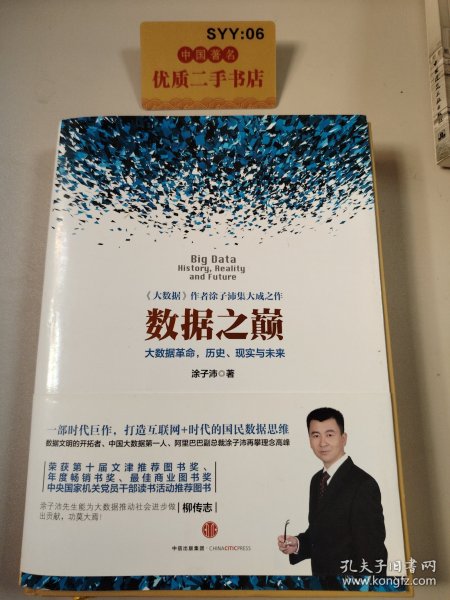 SYY:06
中国著名
优质二手书店
Big Data
History, Reality
and Future
《大数据》作者涂子沛集大成之作
数据之巅
大数据革命，历史、现实与未来
涂子沛◎著
一部时代巨作，打造互联网+时代的国民数据思维
数据文明的开拓者、中国大数据第一人、阿里巴巴副总裁涂子沛再攀理念高峰
荣获第十届文津推荐图书奖、
年度畅销书奖、最佳商业图书奖
中央国家机关党员干部读书活动推荐图书
涂子沛先生能为大数据推动社会进步做
出贡献，功莫大焉！
柳传志
中信出版集团·CHINACITICPRESS
孔夫子旧书网
www.kongfz.com